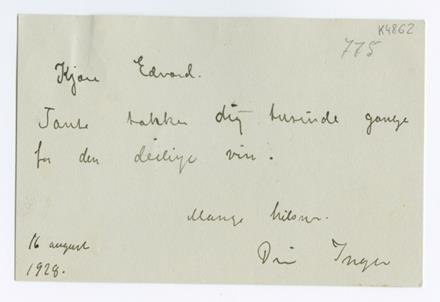 K4862
775
Kjære Edvard.
Tante takker dig tusinde gange
for den deilige vin.
Mange hilsner.
16 august
1928.
Din Inger